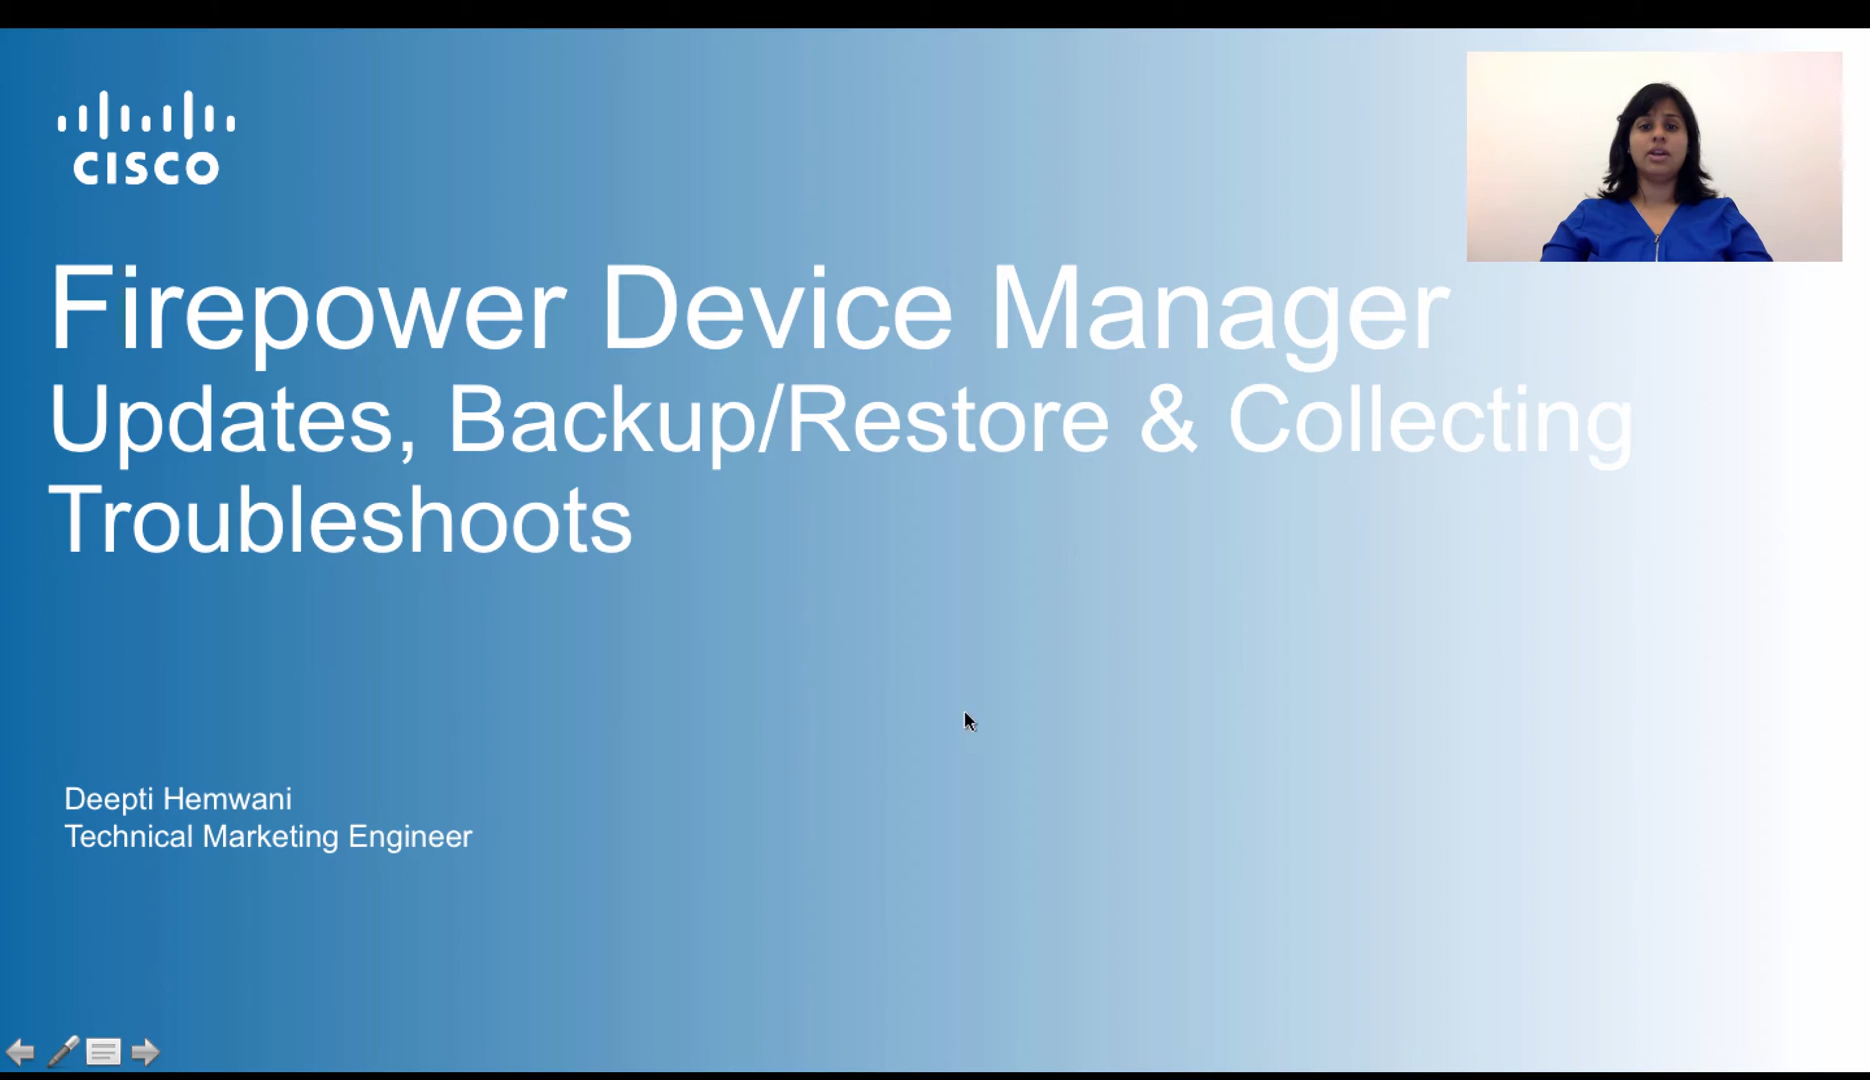 CISCO
Firepower Device Manager
Updates, Backup/Restore & Collecting
Troubleshoots
Deepti Hemwani
Technical Marketing Engineer